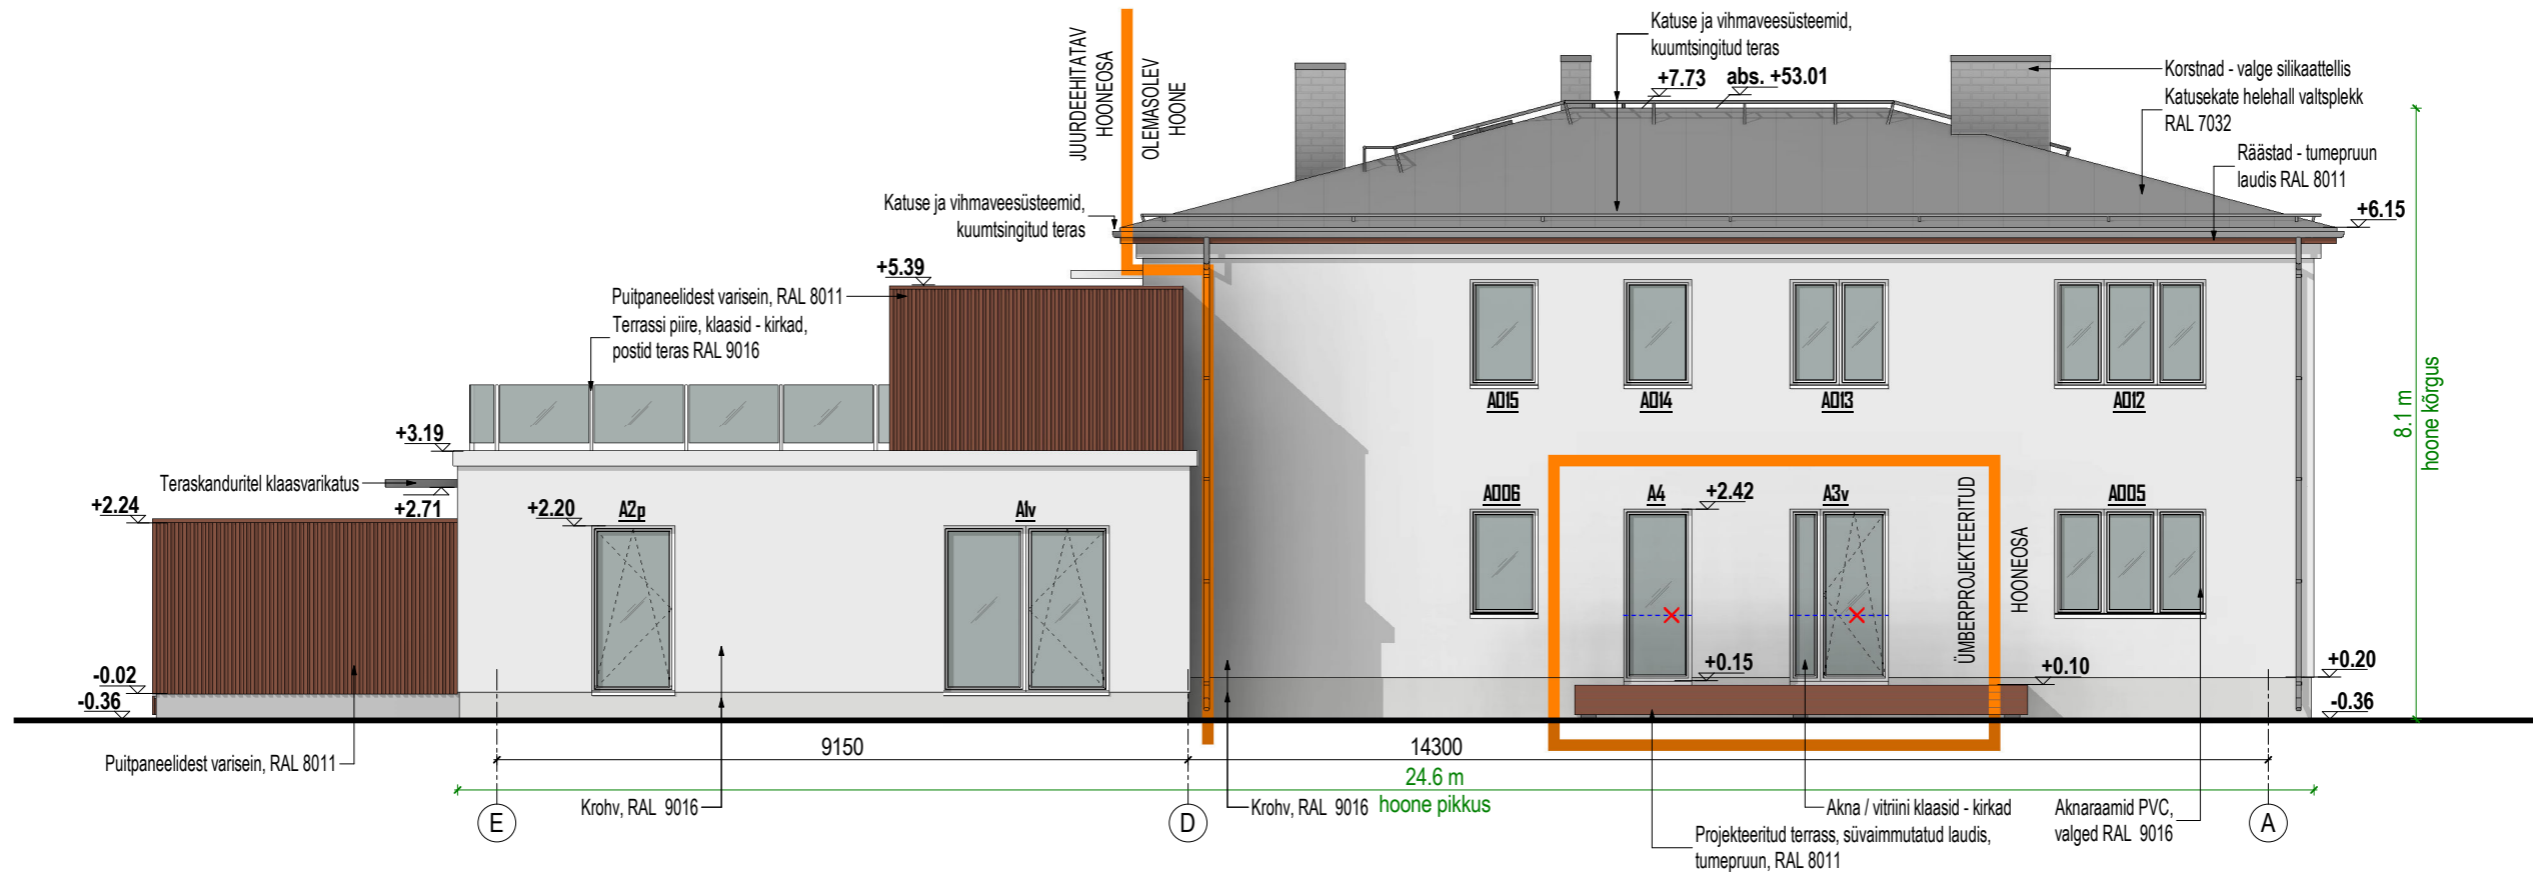 JUURDEEHITATAV
HOONEOSA
OLEMASOLEV
HOONE
Katuse ja vihmaveesüsteemid,
kuumtsingitud teras
+7.73
abs. +53.01
Korstnad - valge silikaattellis
Katusekate helehall valtsplekk
RAL 7032
Räästad - tumepruun
laudis RAL 8011
+6.15
Katuse ja vihmaveesüsteemid,
kuumtsingitud teras
+5.39
Puitpaneelidest varisein, RAL 8011
Terrassi piire, klaasid - kirkad,
postid teras RAL 9016
A015
A014
A013
A012
8.1 m
hoone kõrgus
+3.19
Teraskanduritel klaasvarikatus
+2.24
+2.71
+2.20
A2p
A1v
A006
A4
+2.42
A3v
ÜMBERPROJEKTEERITUD
HOONEOSA
A005
-0.02
-0.36
+0.15
+0.10
+0.20
-0.36
9150
14300
24.6 m
hoone pikkus
Puitpaneelidest varisein, RAL 8011
Krohv, RAL 9016
Krohv, RAL 9016
Akna / vitriini klaasid - kirkad
Projekteeritud terrass, süvaimmutatud laudis,
tumepruun, RAL 8011
Aknaraamid PVC,
valged RAL 9016
E
D
A